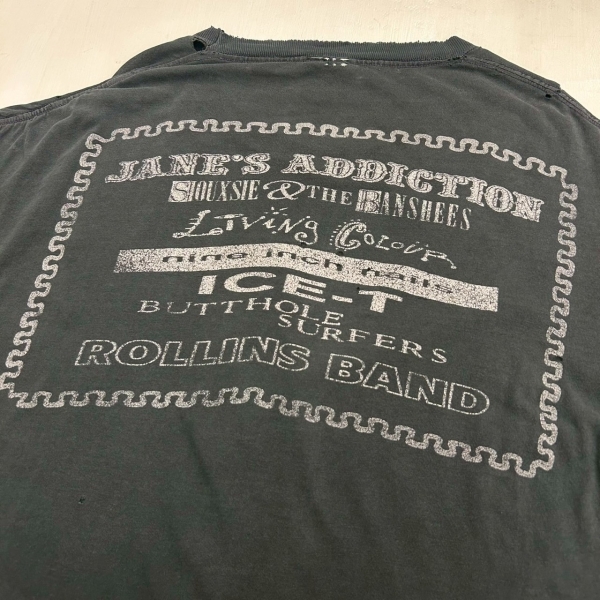 JANE'S ADDICTION
SIOUXSIE & THE BANSHEES
LIVING COLOUR
nine inch nails
ICE-T
BUTTHOLE
SURFERS
ROLLINS BAND